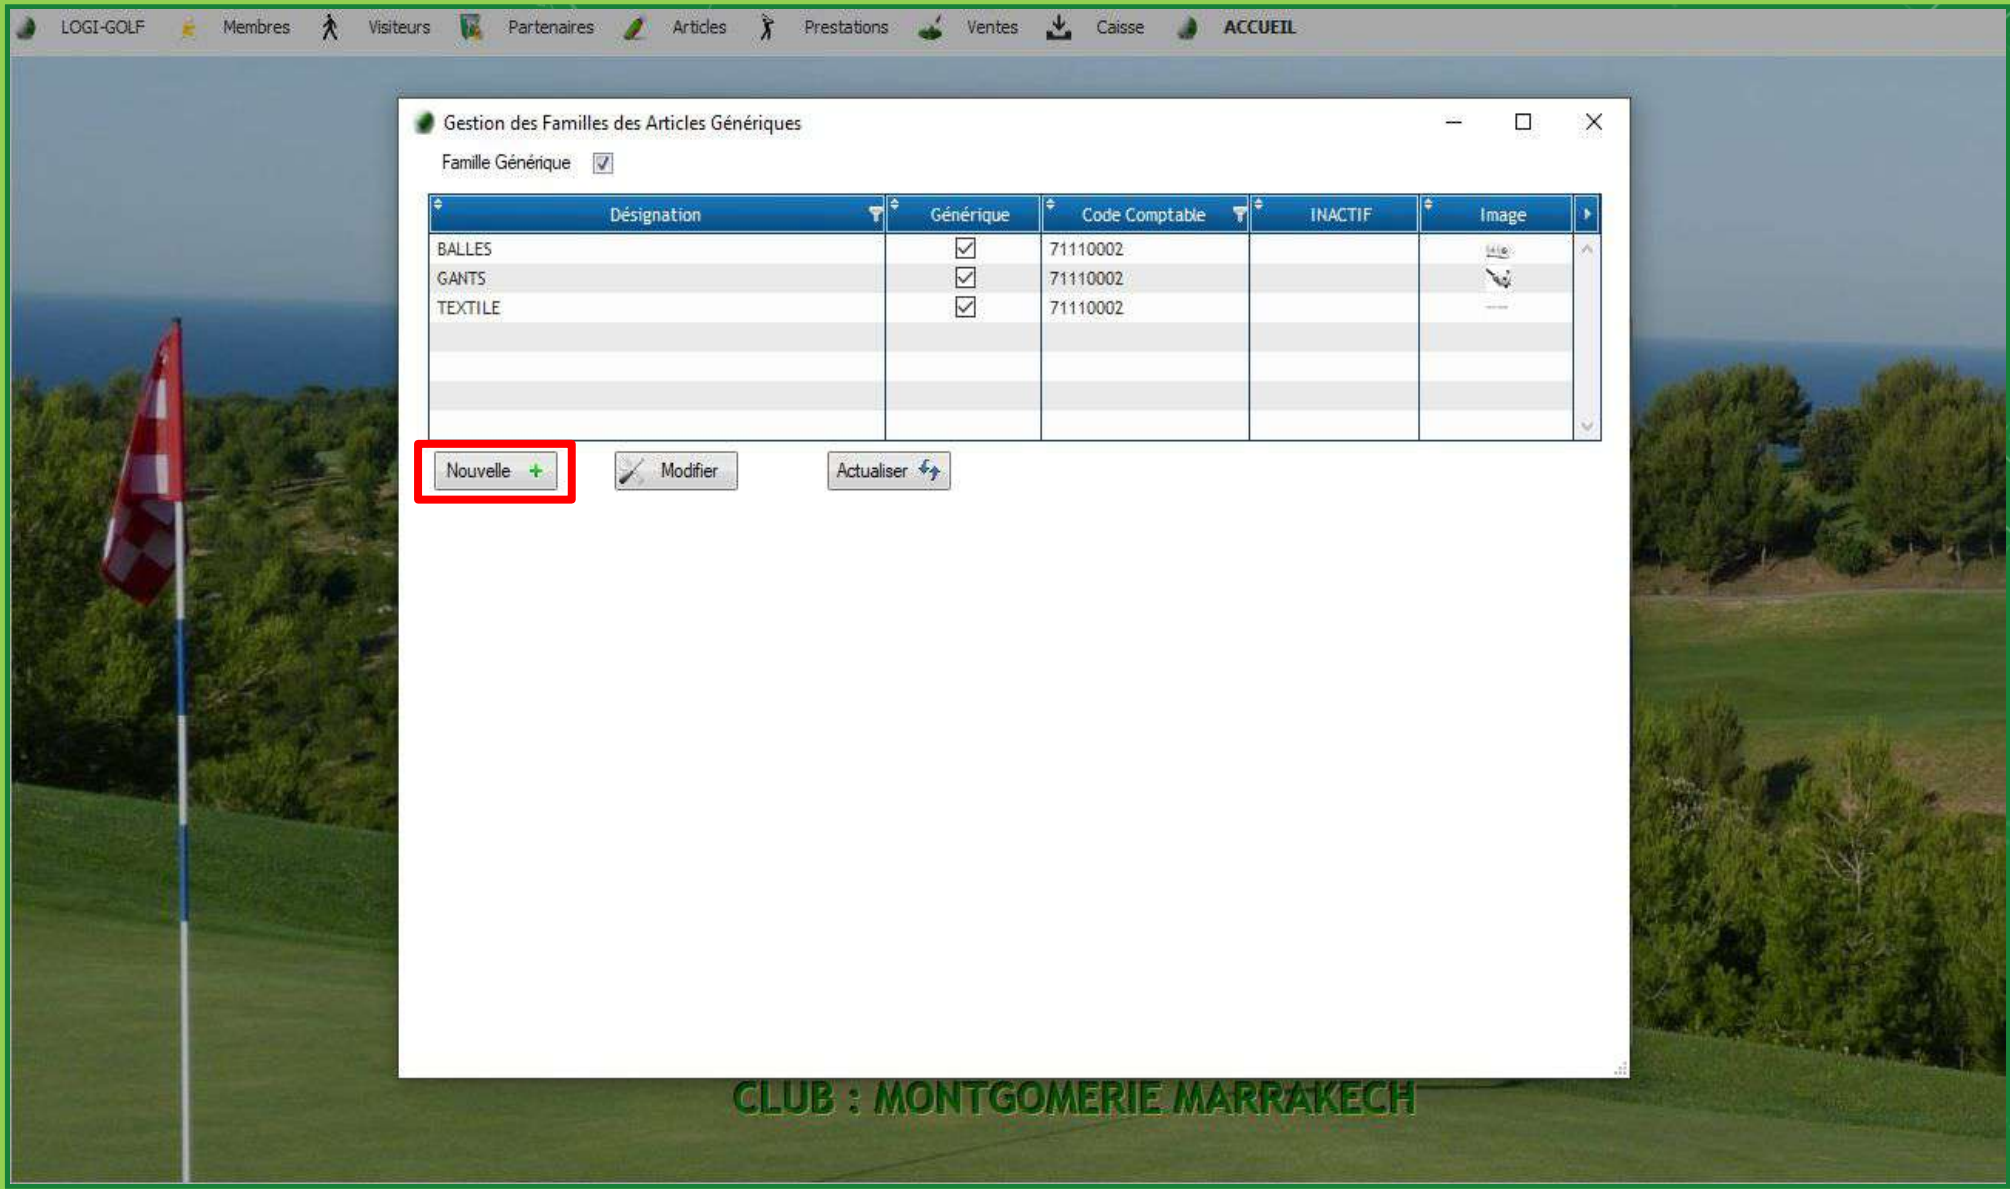 LOGI-GOLF Membres Visiteurs Partenaires Articles Prestations Ventes Caisse ACCUEIL
Gestion des Familles des Articles Génériques
Famille Générique
Désignation Générique Code Comptable INACTIF Image
BALLES 71110002
GANTS 71110002
TEXTILE 71110002
Nouvelle Modifier Actualiser
CLUB : MONTGOMERIE MARRAKECH